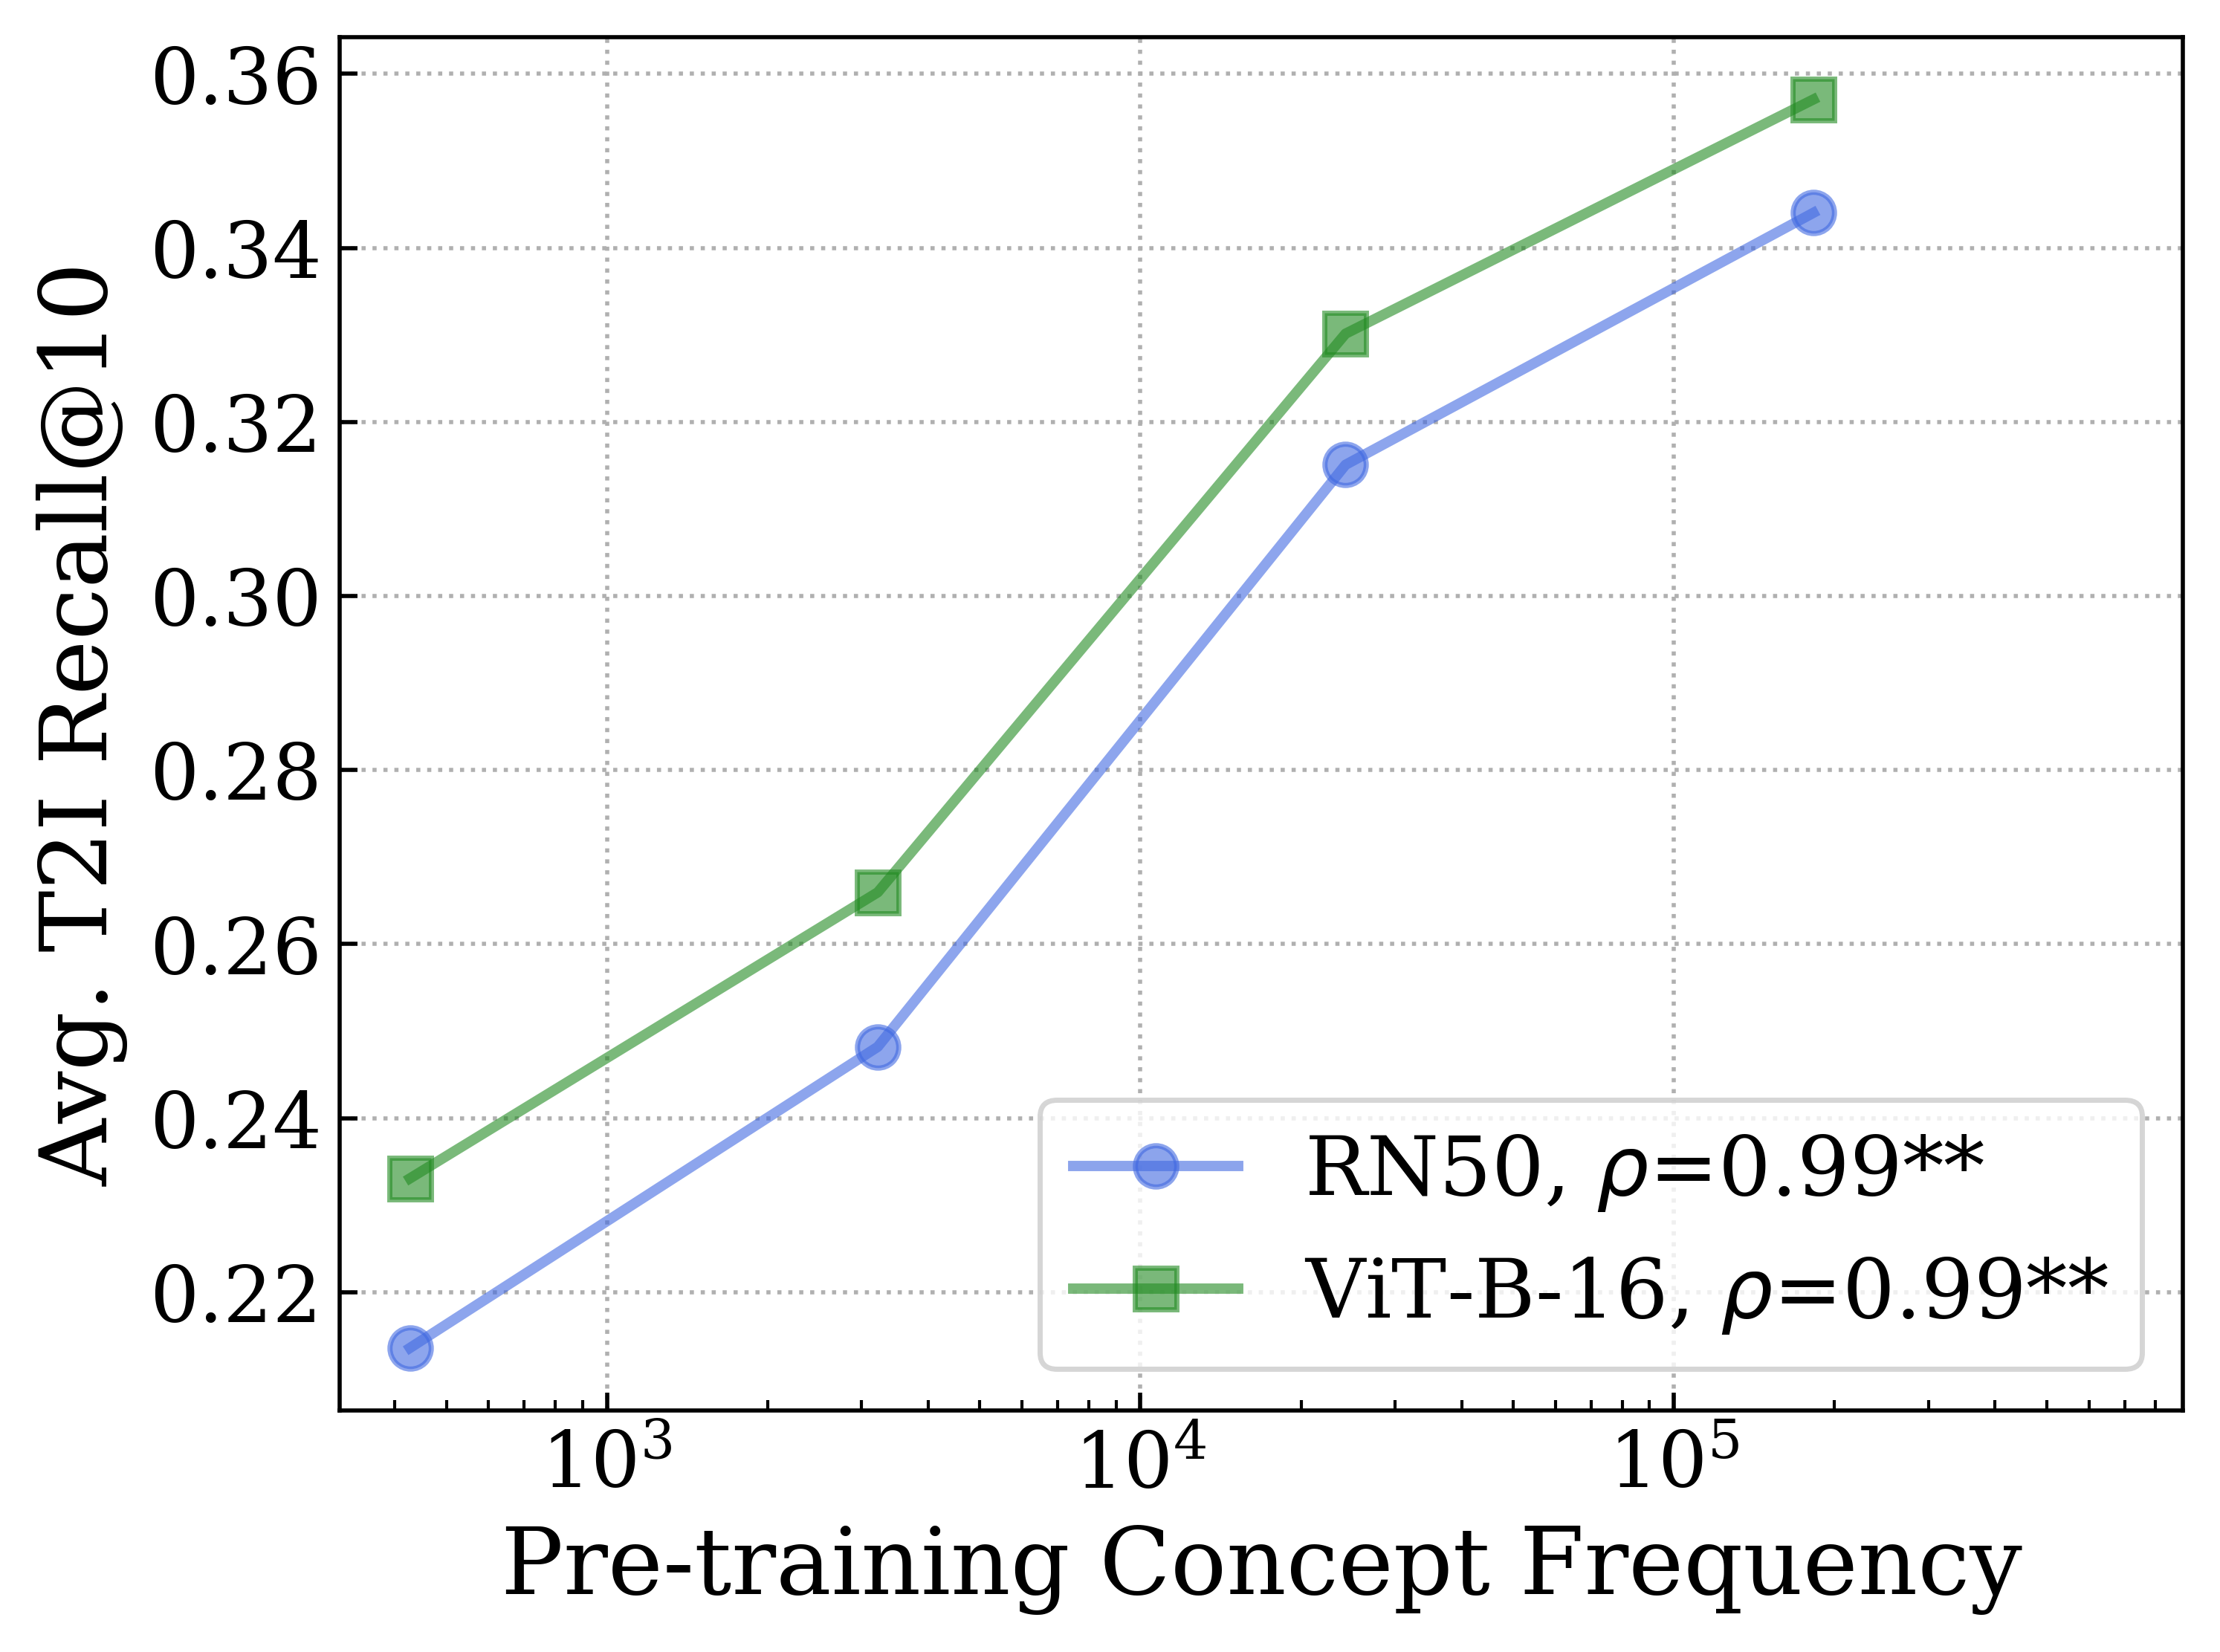 0.36
0.34
0.32
0.30
0.28
0.26
0.24
0.22
Avg. T2I Recall@10
RN50, ρ=0.99**
ViT-B-16, ρ=0.99**
10³
10⁴
10⁵
Pre-training Concept Frequency